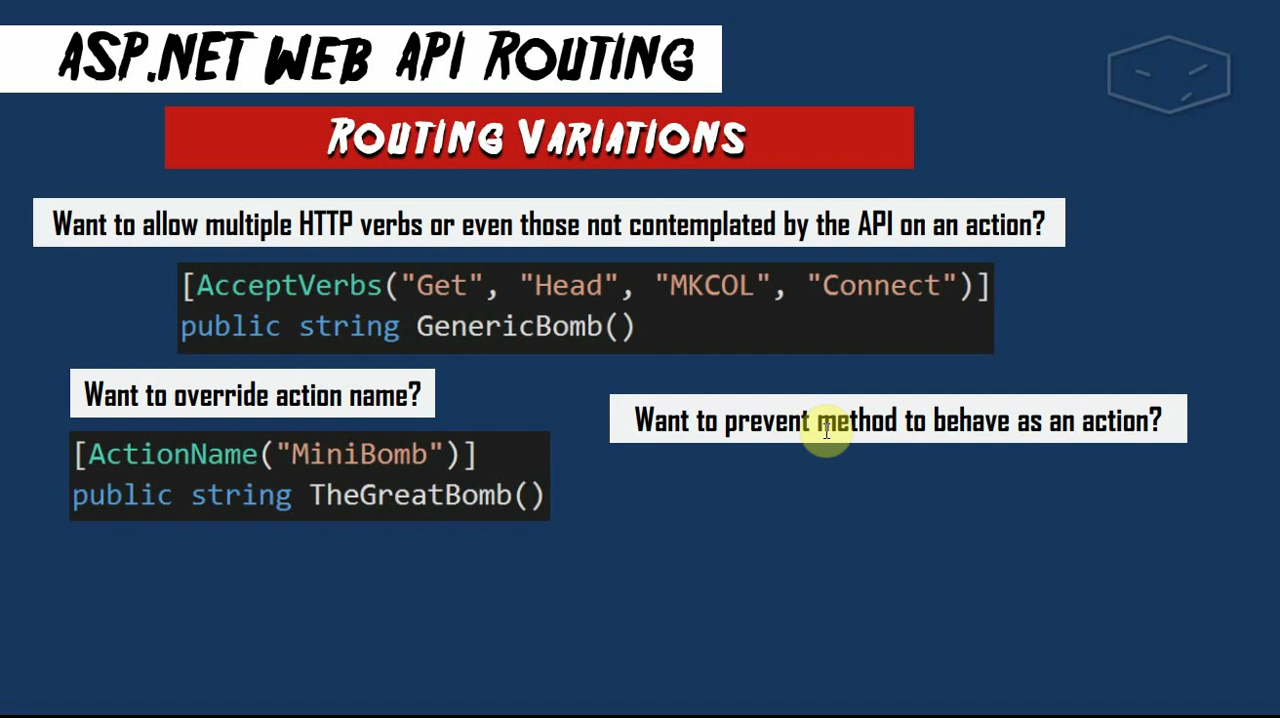 ASP.NET Web API Routing
Routing Variations
Want to allow multiple HTTP verbs or even those not contemplated by the API on an action?
[AcceptVerbs("Get", "Head", "MKCOL", "Connect")]
public string GenericBomb()
Want to override action name?
[ActionName("MiniBomb")]
public string TheGreatBomb()
Want to prevent method to behave as an action?